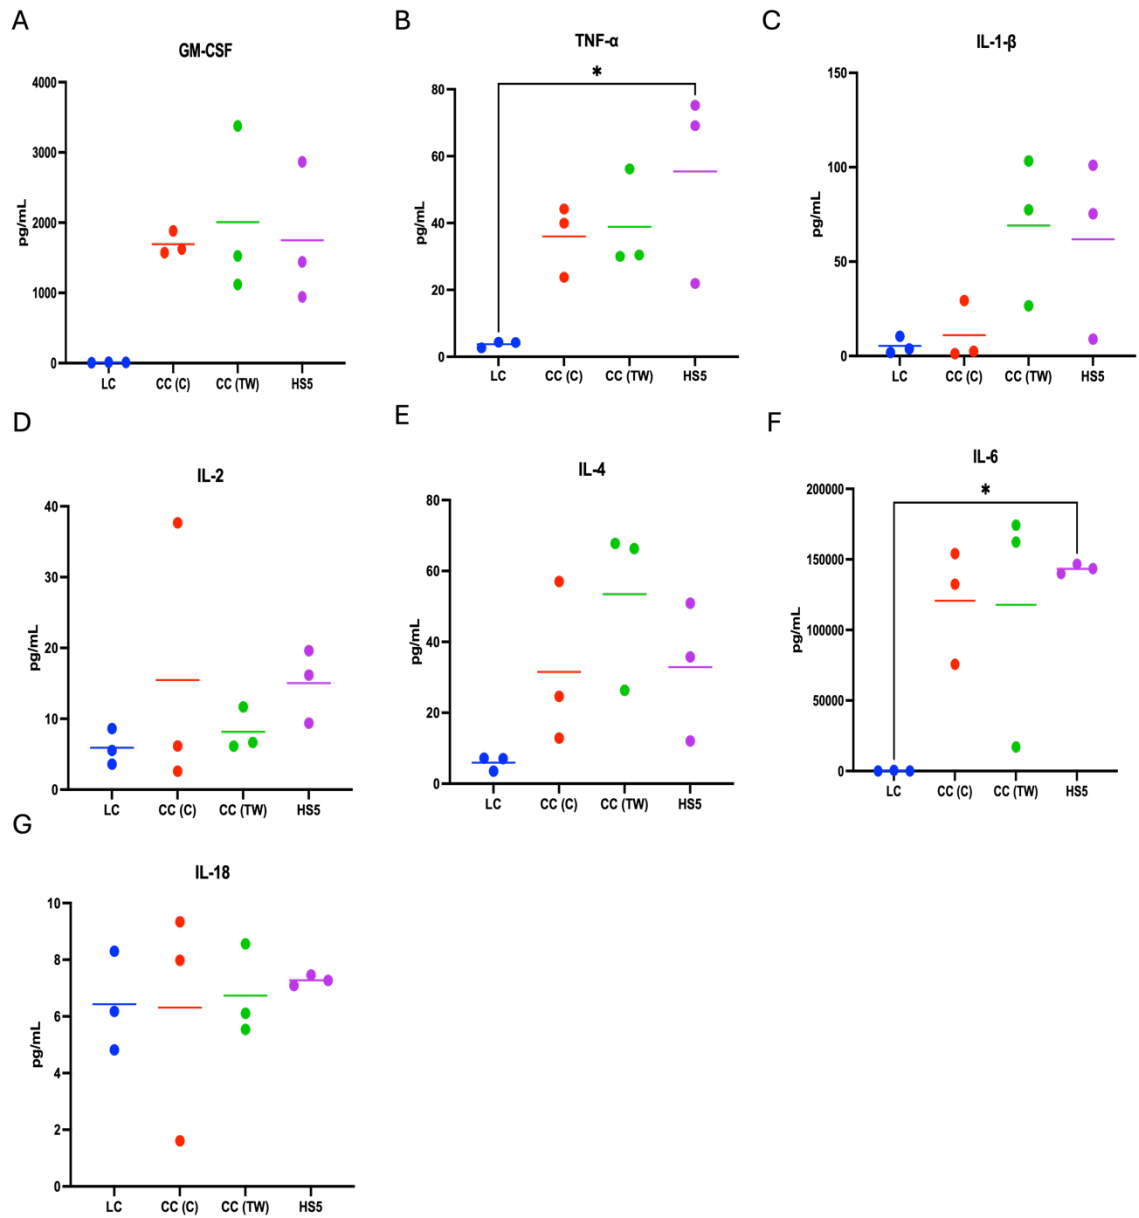 A
GM-CSF
4000
3000
2000
1000
0
pg/mL
LC CC (C) CC (TW) HS5
B
TNF-α
*
80
60
40
20
0
pg/mL
LC CC (C) CC (TW) HS5
C
IL-1-β
150
100
50
0
pg/mL
LC CC (C) CC (TW) HS5
D
IL-2
40
30
20
10
0
pg/mL
LC CC (C) CC (TW) HS5
E
IL-4
80
60
40
20
0
pg/mL
LC CC (C) CC (TW) HS5
F
IL-6
*
200000
150000
100000
50000
0
pg/mL
LC CC (C) CC (TW) HS5
G
IL-18
10
8
6
4
2
0
pg/mL
LC CC (C) CC (TW) HS5